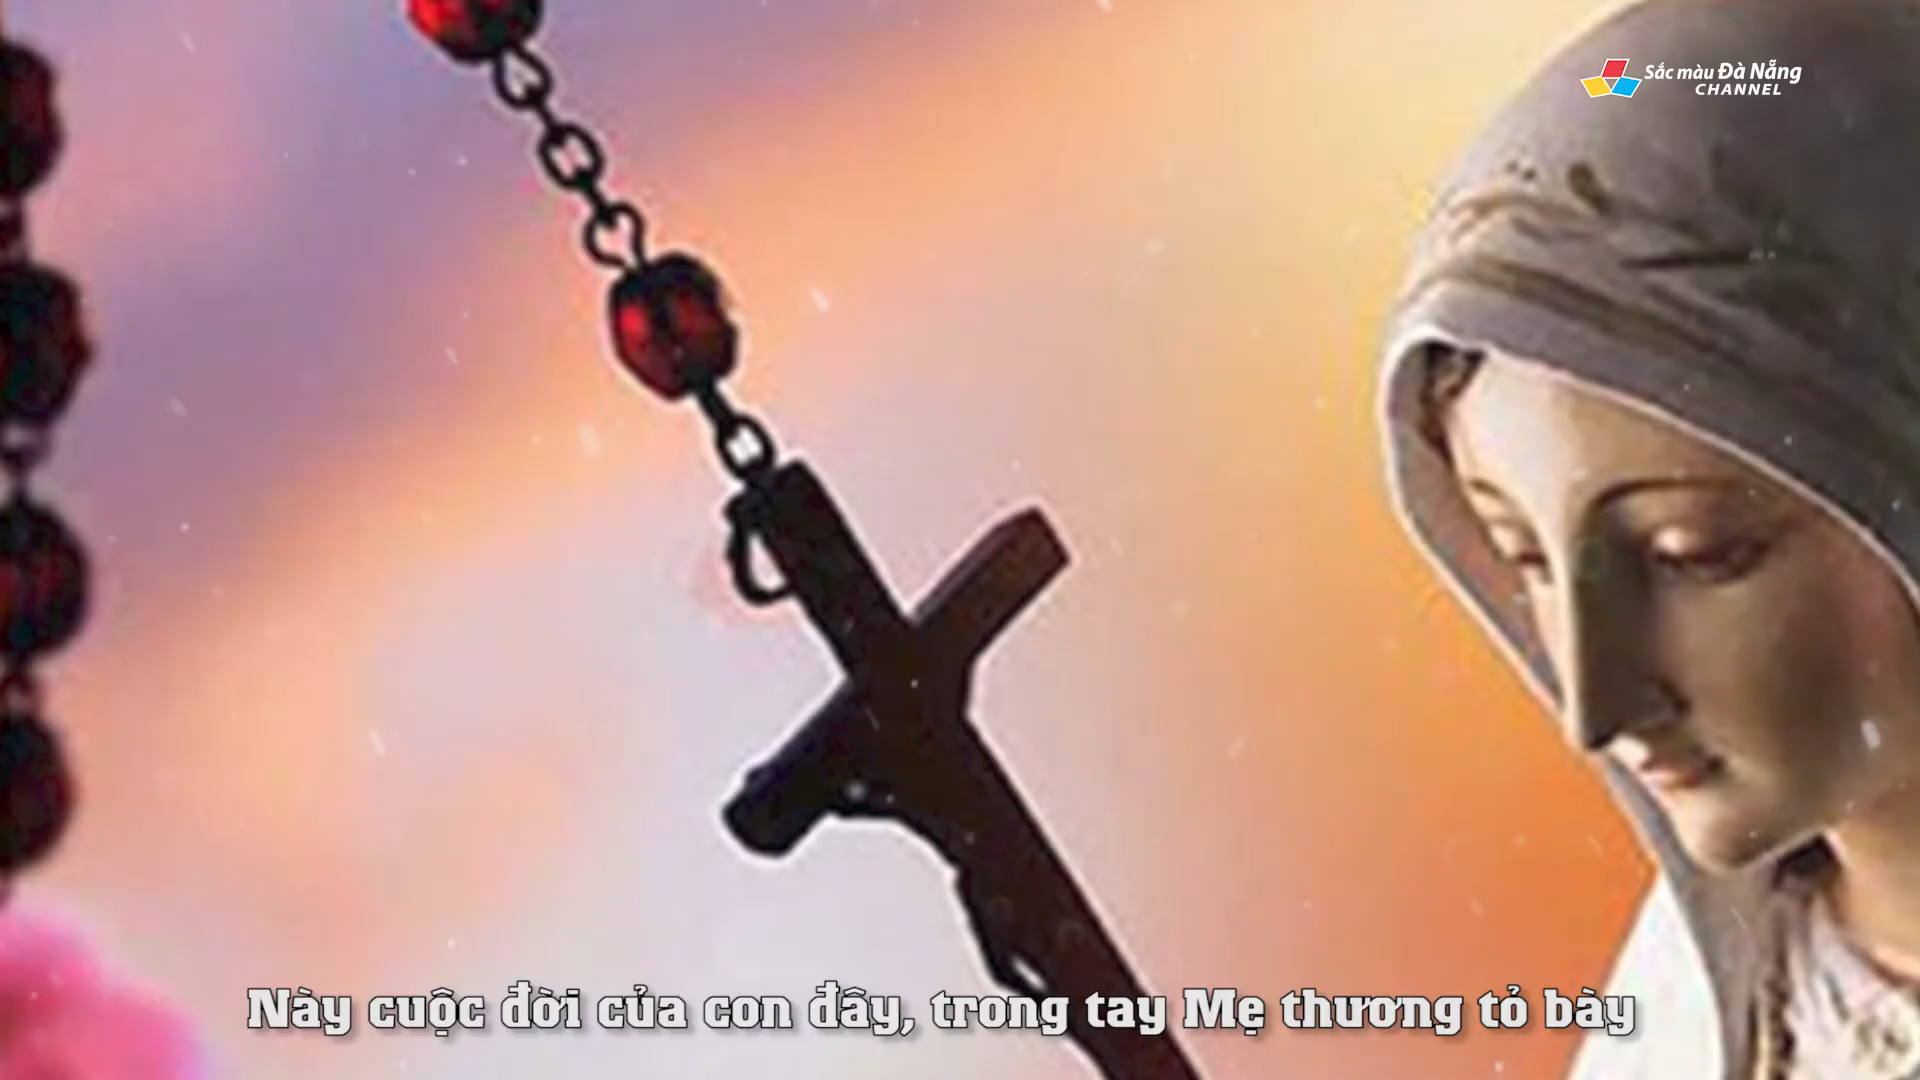 Sắc màu Đà Nẵng
CHANNEL
Này cuộc đời của con đây, trong tay Mẹ thương tỏ bày